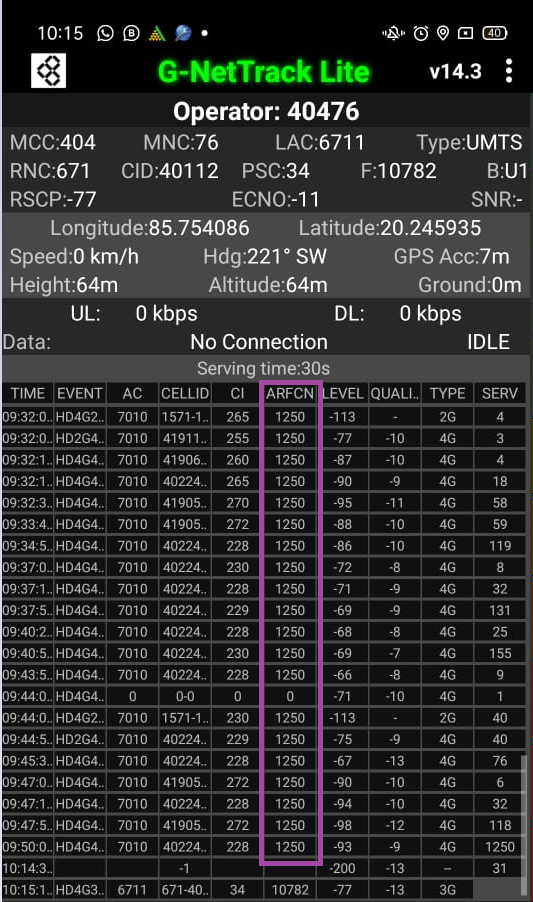 10:15 40
G-NetTrack Lite v14.3
Operator: 40476
MCC:404 MNC:76 LAC:6711 Type:UMTS
RNC:671 CID:40112 PSC:34 F:10782 B:U1
RSCP:-77 ECNO:-11 SNR:-
Longitude:85.754086 Latitude:20.245935
Speed:0 km/h Hdg:221° SW GPS Acc:7m
Height:64m Altitude:64m Ground:0m
UL: 0 kbps DL: 0 kbps
Data: No Connection IDLE
Serving time:30s
TIME EVENT AC CELLID CI ARFCN LEVEL QUALI.. TYPE SERV
09:32:0.. HD4G2.. 7010 1571-1.. 265 1250 -113 - 2G 4
09:32:0.. HD2G4.. 7010 41911.. 255 1250 -77 -10 4G 3
09:32:1.. HD4G4.. 7010 41906.. 260 1250 -87 -10 4G 4
09:32:1.. HD4G4.. 7010 40224.. 265 1250 -90 -9 4G 18
09:32:3.. HD4G4.. 7010 41905.. 270 1250 -95 -11 4G 58
09:33:4.. HD4G4.. 7010 41905.. 272 1250 -88 -10 4G 59
09:34:5.. HD4G4.. 7010 40224.. 228 1250 -86 -10 4G 119
09:37:0.. HD4G4.. 7010 40224.. 230 1250 -72 -8 4G 8
09:37:1.. HD4G4.. 7010 40224.. 228 1250 -71 -9 4G 32
09:37:5.. HD4G4.. 7010 40224.. 229 1250 -69 -9 4G 131
09:40:2.. HD4G4.. 7010 40224.. 228 1250 -68 -8 4G 25
09:40:5.. HD4G4.. 7010 40224.. 230 1250 -69 -7 4G 155
09:43:5.. HD4G4.. 7010 40224.. 228 1250 -66 -8 4G 9
09:44:0.. HD4G4.. 0 0-0 0 0 -71 -10 4G 1
09:44:0.. HD4G2.. 7010 1571-1.. 230 1250 -113 - 2G 40
09:44:5.. HD2G4.. 7010 40224.. 229 1250 -75 -9 4G 40
09:45:3.. HD4G4.. 7010 40224.. 228 1250 -67 -13 4G 76
09:47:0.. HD4G4.. 7010 41905.. 272 1250 -90 -10 4G 6
09:47:1.. HD4G4.. 7010 40224.. 228 1250 -94 -10 4G 32
09:47:5.. HD4G4.. 7010 41905.. 272 1250 -98 -12 4G 118
09:50:0.. HD4G4.. 7010 40224.. 228 1250 -93 -9 4G 1250
10:14:3.. -1 -200 -13 – 31
10:15:1.. HD4G3.. 6711 671-40.. 34 10782 -77 -13 3G